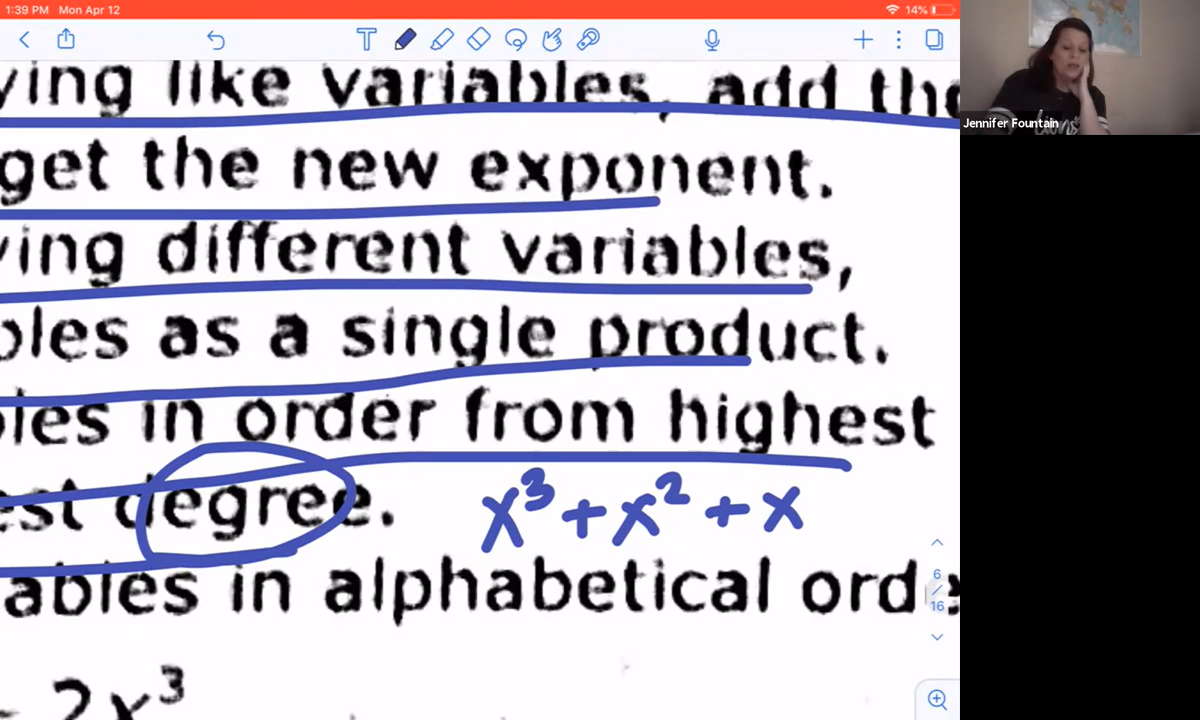 1:39 PM Mon Apr 12
14%
ying like variables, add the
get the new exponent.
ying different variables,
bles as a single product.
bles in order from highest
est degree.
x³ + x² + x
ables in alphabetical ord
2x³
6
/
16
Jennifer Fountain